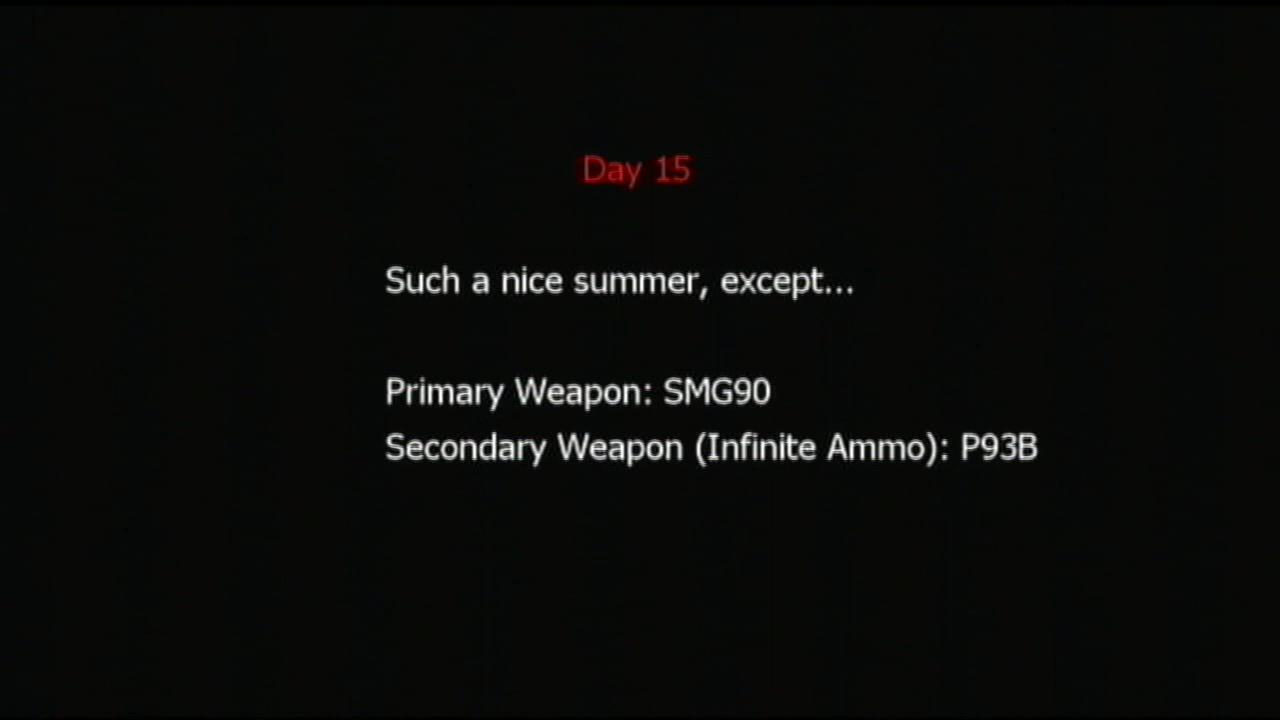 Day 15
Such a nice summer, except...
Primary Weapon: SMG90
Secondary Weapon (Infinite Ammo): P93B